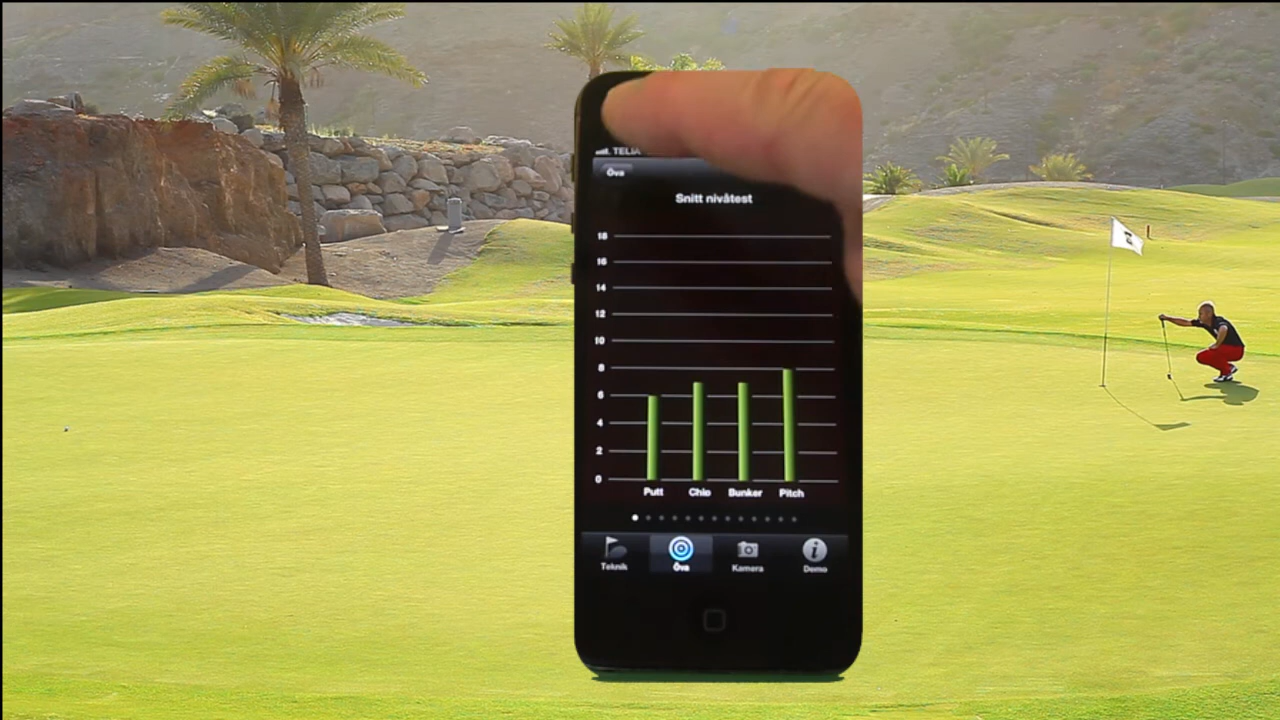 TELIA
Öva
Snitt nivåtest
18
16
14
12
10
8
6
4
2
0
Putt Chip Bunker Pitch
Teknik Öva Kamera Demo